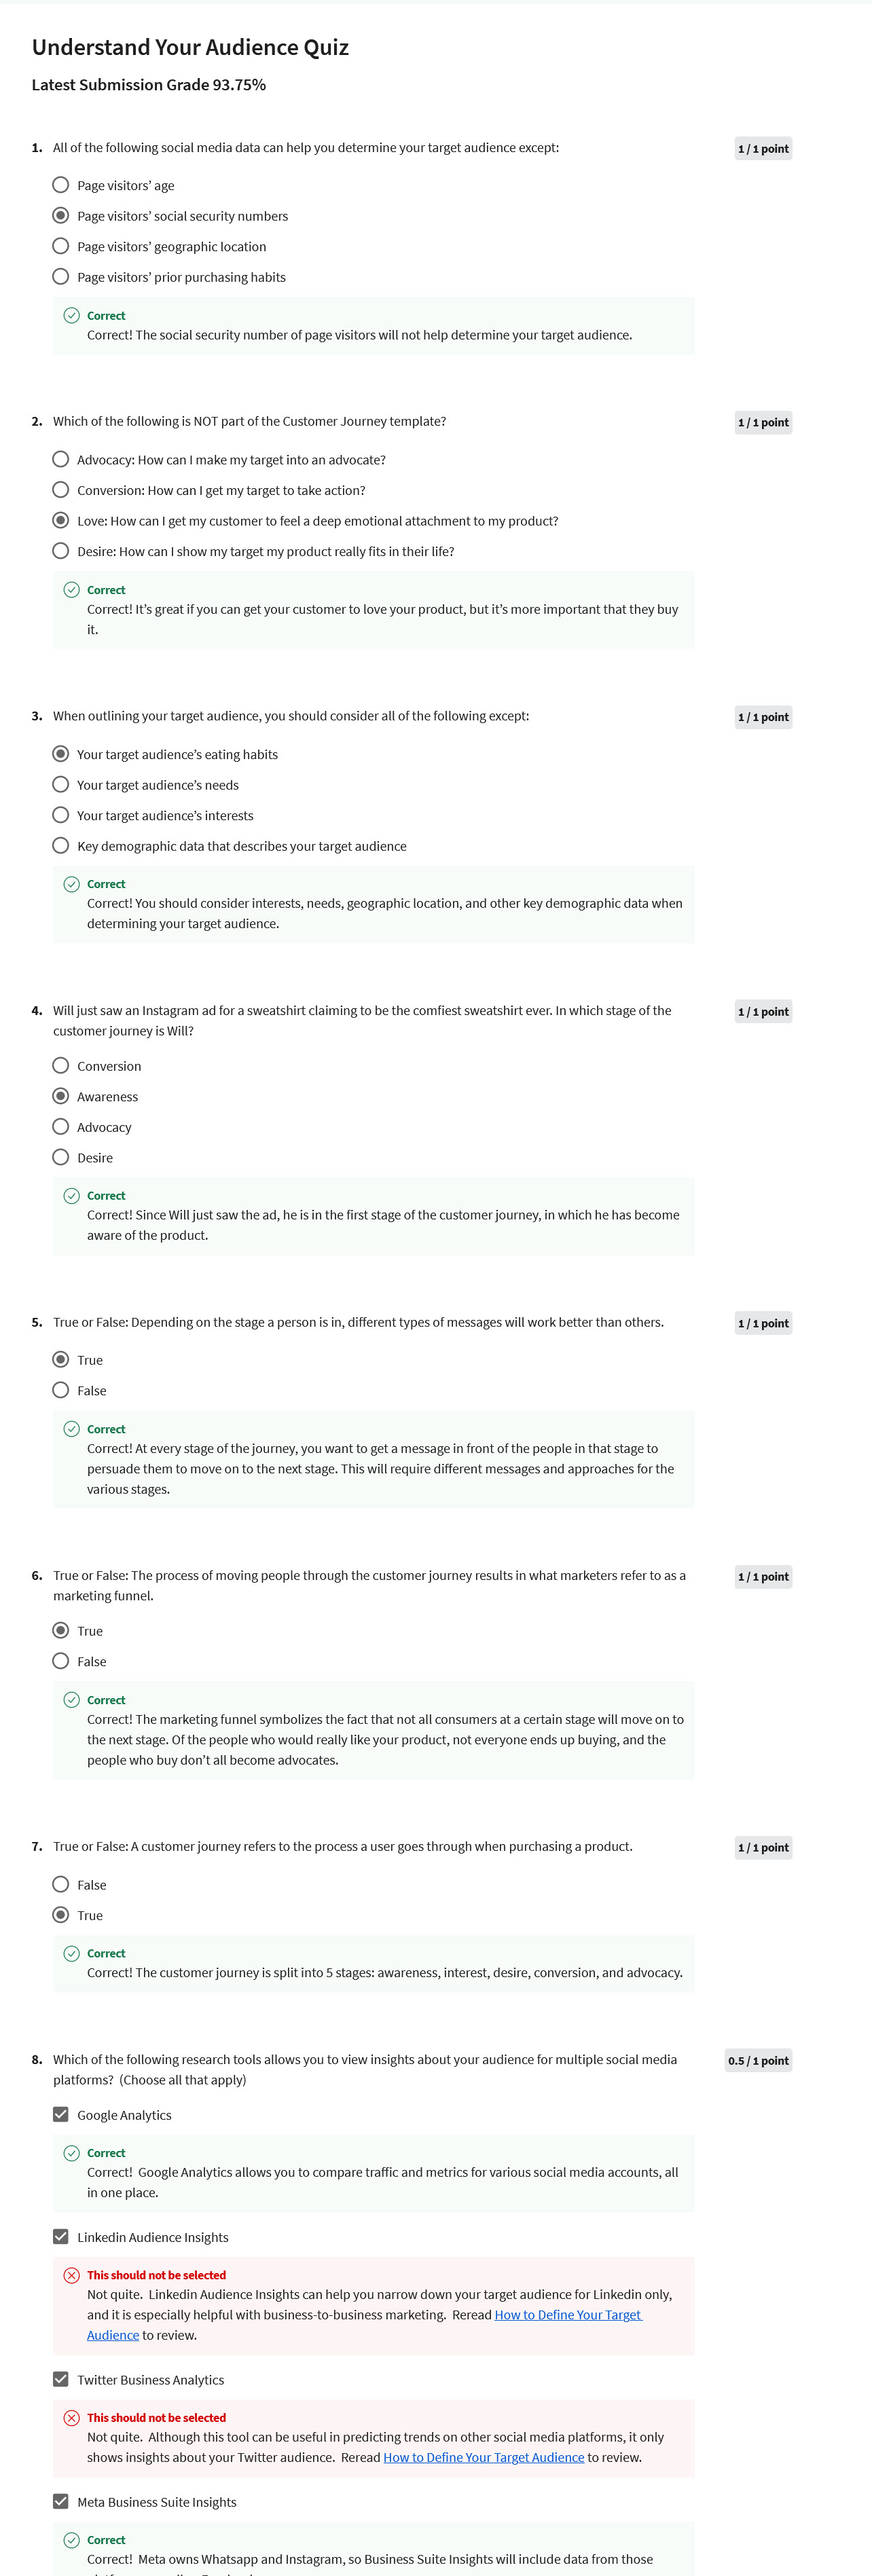 Understand Your Audience Quiz
Latest Submission Grade 93.75%
1. All of the following social media data can help you determine your target audience except:
1 / 1 point
Page visitors’ age
Page visitors’ social security numbers
Page visitors’ geographic location
Page visitors’ prior purchasing habits
Correct
Correct! The social security number of page visitors will not help determine your target audience.
2. Which of the following is NOT part of the Customer Journey template?
1 / 1 point
Advocacy: How can I make my target into an advocate?
Conversion: How can I get my target to take action?
Love: How can I get my customer to feel a deep emotional attachment to my product?
Desire: How can I show my target my product really fits in their life?
Correct
Correct! It’s great if you can get your customer to love your product, but it’s more important that they buy
it.
3. When outlining your target audience, you should consider all of the following except:
1 / 1 point
Your target audience’s eating habits
Your target audience’s needs
Your target audience’s interests
Key demographic data that describes your target audience
Correct
Correct! You should consider interests, needs, geographic location, and other key demographic data when
determining your target audience.
4. Will just saw an Instagram ad for a sweatshirt claiming to be the comfiest sweatshirt ever. In which stage of the
customer journey is Will?
1 / 1 point
Conversion
Awareness
Advocacy
Desire
Correct
Correct! Since Will just saw the ad, he is in the first stage of the customer journey, in which he has become
aware of the product.
5. True or False: Depending on the stage a person is in, different types of messages will work better than others.
1 / 1 point
True
False
Correct
Correct! At every stage of the journey, you want to get a message in front of the people in that stage to
persuade them to move on to the next stage. This will require different messages and approaches for the
various stages.
6. True or False: The process of moving people through the customer journey results in what marketers refer to as a
marketing funnel.
1 / 1 point
True
False
Correct
Correct! The marketing funnel symbolizes the fact that not all consumers at a certain stage will move on to
the next stage. Of the people who would really like your product, not everyone ends up buying, and the
people who buy don’t all become advocates.
7. True or False: A customer journey refers to the process a user goes through when purchasing a product.
1 / 1 point
False
True
Correct
Correct! The customer journey is split into 5 stages: awareness, interest, desire, conversion, and advocacy.
8. Which of the following research tools allows you to view insights about your audience for multiple social media
platforms? (Choose all that apply)
0.5 / 1 point
Google Analytics
Correct
Correct! Google Analytics allows you to compare traffic and metrics for various social media accounts, all
in one place.
Linkedin Audience Insights
This should not be selected
Not quite. Linkedin Audience Insights can help you narrow down your target audience for Linkedin only,
and it is especially helpful with business-to-business marketing. Reread How to Define Your Target
Audience to review.
Twitter Business Analytics
This should not be selected
Not quite. Although this tool can be useful in predicting trends on other social media platforms, it only
shows insights about your Twitter audience. Reread How to Define Your Target Audience to review.
Meta Business Suite Insights
Correct
Correct! Meta owns Whatsapp and Instagram, so Business Suite Insights will include data from those